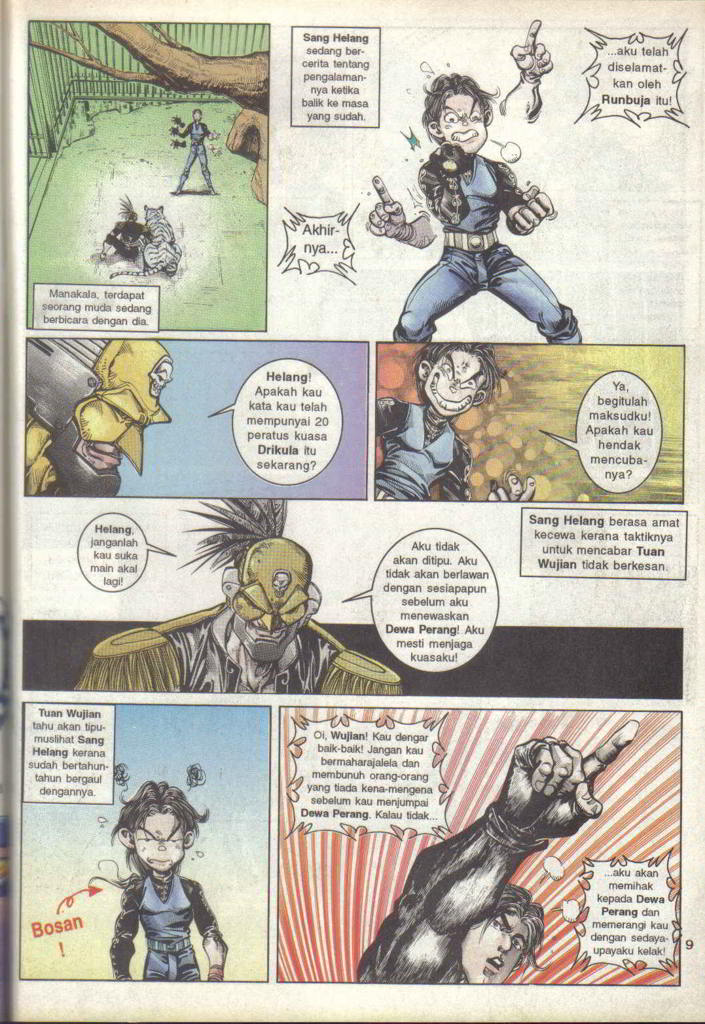 Manakala, terdapat
seorang muda sedang
berbicara dengan dia.
Sang Helang
sedang ber-
cerita tentang
pengalaman-
nya ketika
balik ke masa
yang sudah.
Akhir-
nya...
...aku telah
diselamat-
kan oleh
Runbuja itu!
Helang!
Apakah kau
kata kau telah
mempunyai 20
peratus kuasa
Drikula itu
sekarang?
Ya,
begitulah
maksudku!
Apakah kau
hendak
mencuba-
nya?
Helang,
janganlah
kau suka
main akal
lagi!
Aku tidak
akan ditipu. Aku
tidak akan berlawan
dengan sesiapapun
sebelum aku
menewaskan
Dewa Perang! Aku
mesti menjaga
kuasaku!
Sang Helang berasa amat
kecewa kerana taktiknya
untuk mencabar Tuan
Wujian tidak berkesan.
Tuan Wujian
tahu akan tipu-
muslihat Sang
Helang kerana
sudah bertahun-
tahun bergaul
dengannya.
Bosan
!
Oi, Wujian! Kau dengar
baik-baik! Jangan kau
bermaharajalela dan
membunuh orang-orang
yang tiada kena-mengena
sebelum kau menjumpai
Dewa Perang. Kalau tidak...
...aku akan
memihak
kepada Dewa
Perang dan
memerangi kau
dengan sedaya-
upayaku kelak!
9